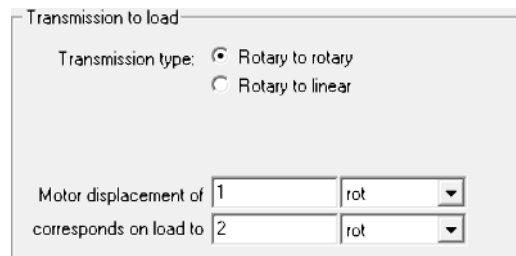 Transmission to load
Transmission type: Rotary to rotary
Rotary to linear
Motor displacement of 1 rot
corresponds on load to 2 rot